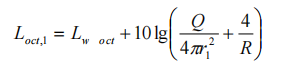 L_{oct,1} = L_{w oct} + 10 lg( Q / (4πr_1^2) + 4 / R )